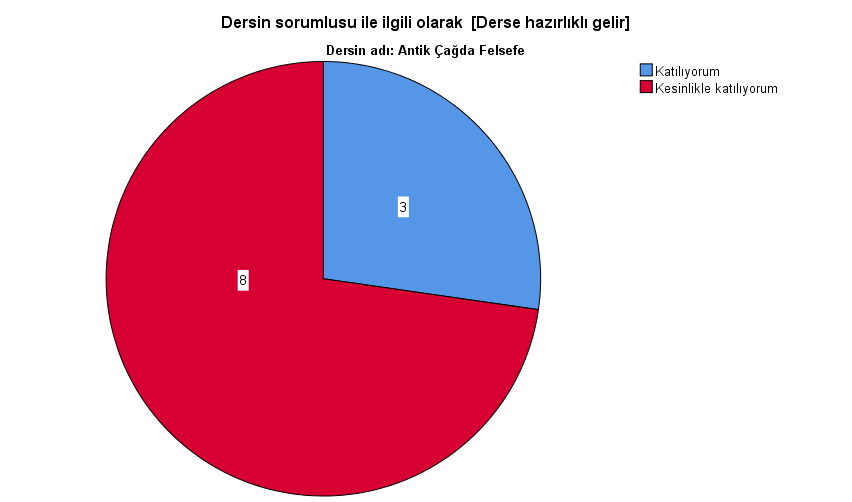 Dersin sorumlusu ile ilgili olarak [Derse hazırlıklı gelir]
Dersin adı: Antik Çağda Felsefe
Katılıyorum
Kesinlikle katılıyorum
3
8